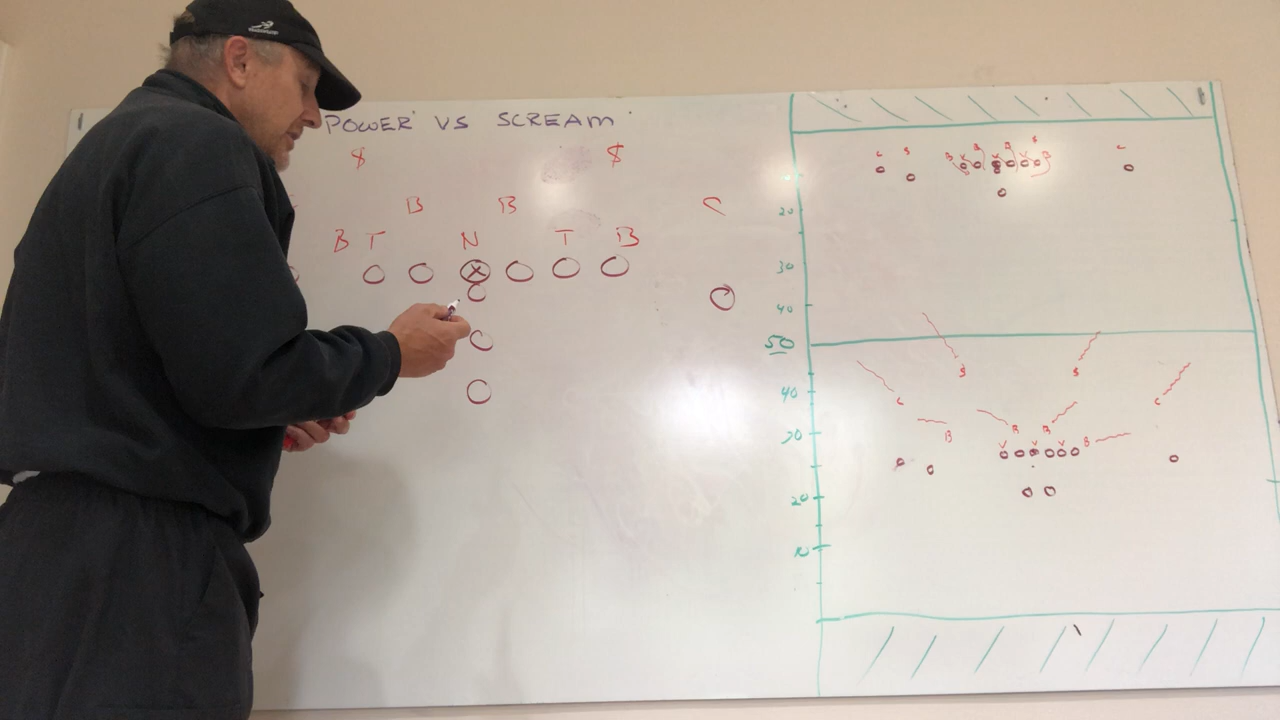 POWER VS SCREAM
$ $
B B C
B T N T B
X
C S B B B S B C
20
30
40
50
S S
40 C C
30 B B B B
V V V
20
10